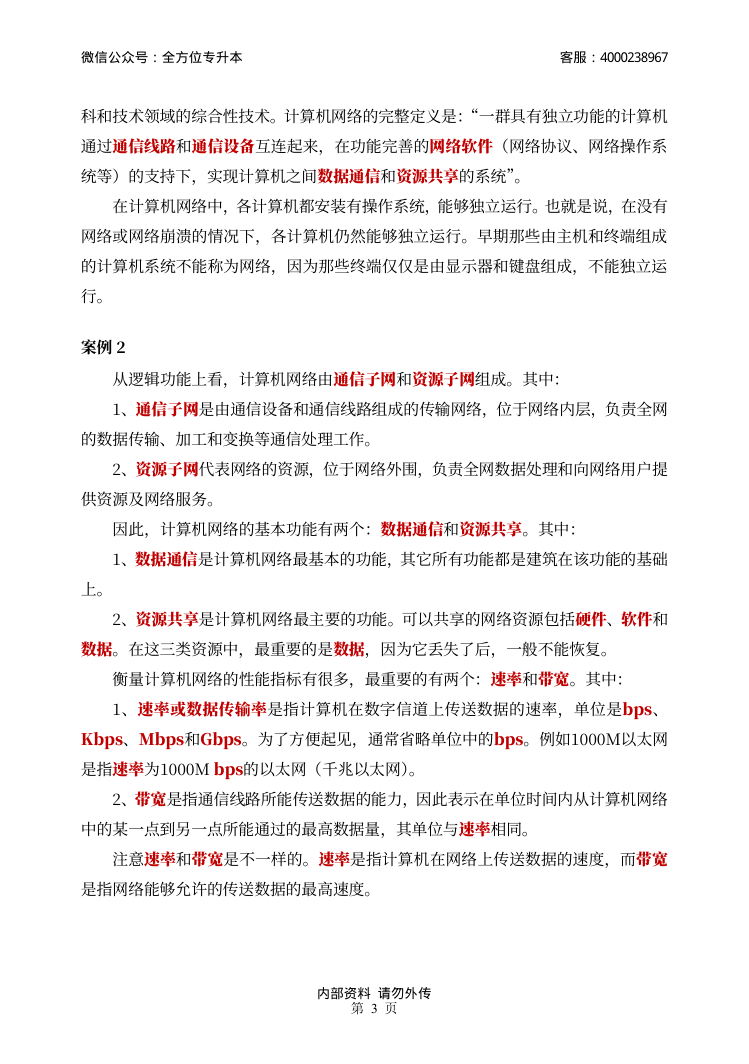 微信公众号：全方位专升本 客服：4000238967
科和技术领域的综合性技术。计算机网络的完整定义是：“一群具有独立功能的计算机
通过通信线路和通信设备互连起来，在功能完善的网络软件（网络协议、网络操作系
统等）的支持下，实现计算机之间数据通信和资源共享的系统”。
在计算机网络中，各计算机都安装有操作系统，能够独立运行。也就是说，在没有
网络或网络崩溃的情况下，各计算机仍然能够独立运行。早期那些由主机和终端组成
的计算机系统不能称为网络，因为那些终端仅仅是由显示器和键盘组成，不能独立运
行。
案例 2
从逻辑功能上看，计算机网络由通信子网和资源子网组成。其中：
1、通信子网是由通信设备和通信线路组成的传输网络，位于网络内层，负责全网
的数据传输、加工和变换等通信处理工作。
2、资源子网代表网络的资源，位于网络外围，负责全网数据处理和向网络用户提
供资源及网络服务。
因此，计算机网络的基本功能有两个：数据通信和资源共享。其中：
1、数据通信是计算机网络最基本的功能，其它所有功能都是建筑在该功能的基础
上。
2、资源共享是计算机网络最主要的功能。可以共享的网络资源包括硬件、软件和
数据。在这三类资源中，最重要的是数据，因为它丢失了后，一般不能恢复。
衡量计算机网络的性能指标有很多，最重要的有两个：速率和带宽。其中：
1、速率或数据传输率是指计算机在数字信道上传送数据的速率，单位是bps、
Kbps、Mbps和Gbps。为了方便起见，通常省略单位中的bps。例如1000M以太网
是指速率为1000M bps的以太网（千兆以太网）。
2、带宽是指通信线路所能传送数据的能力，因此表示在单位时间内从计算机网络
中的某一点到另一点所能通过的最高数据量，其单位与速率相同。
注意速率和带宽是不一样的。速率是指计算机在网络上传送数据的速度，而带宽
是指网络能够允许的传送数据的最高速度。
内部资料 请勿外传
第 3 页